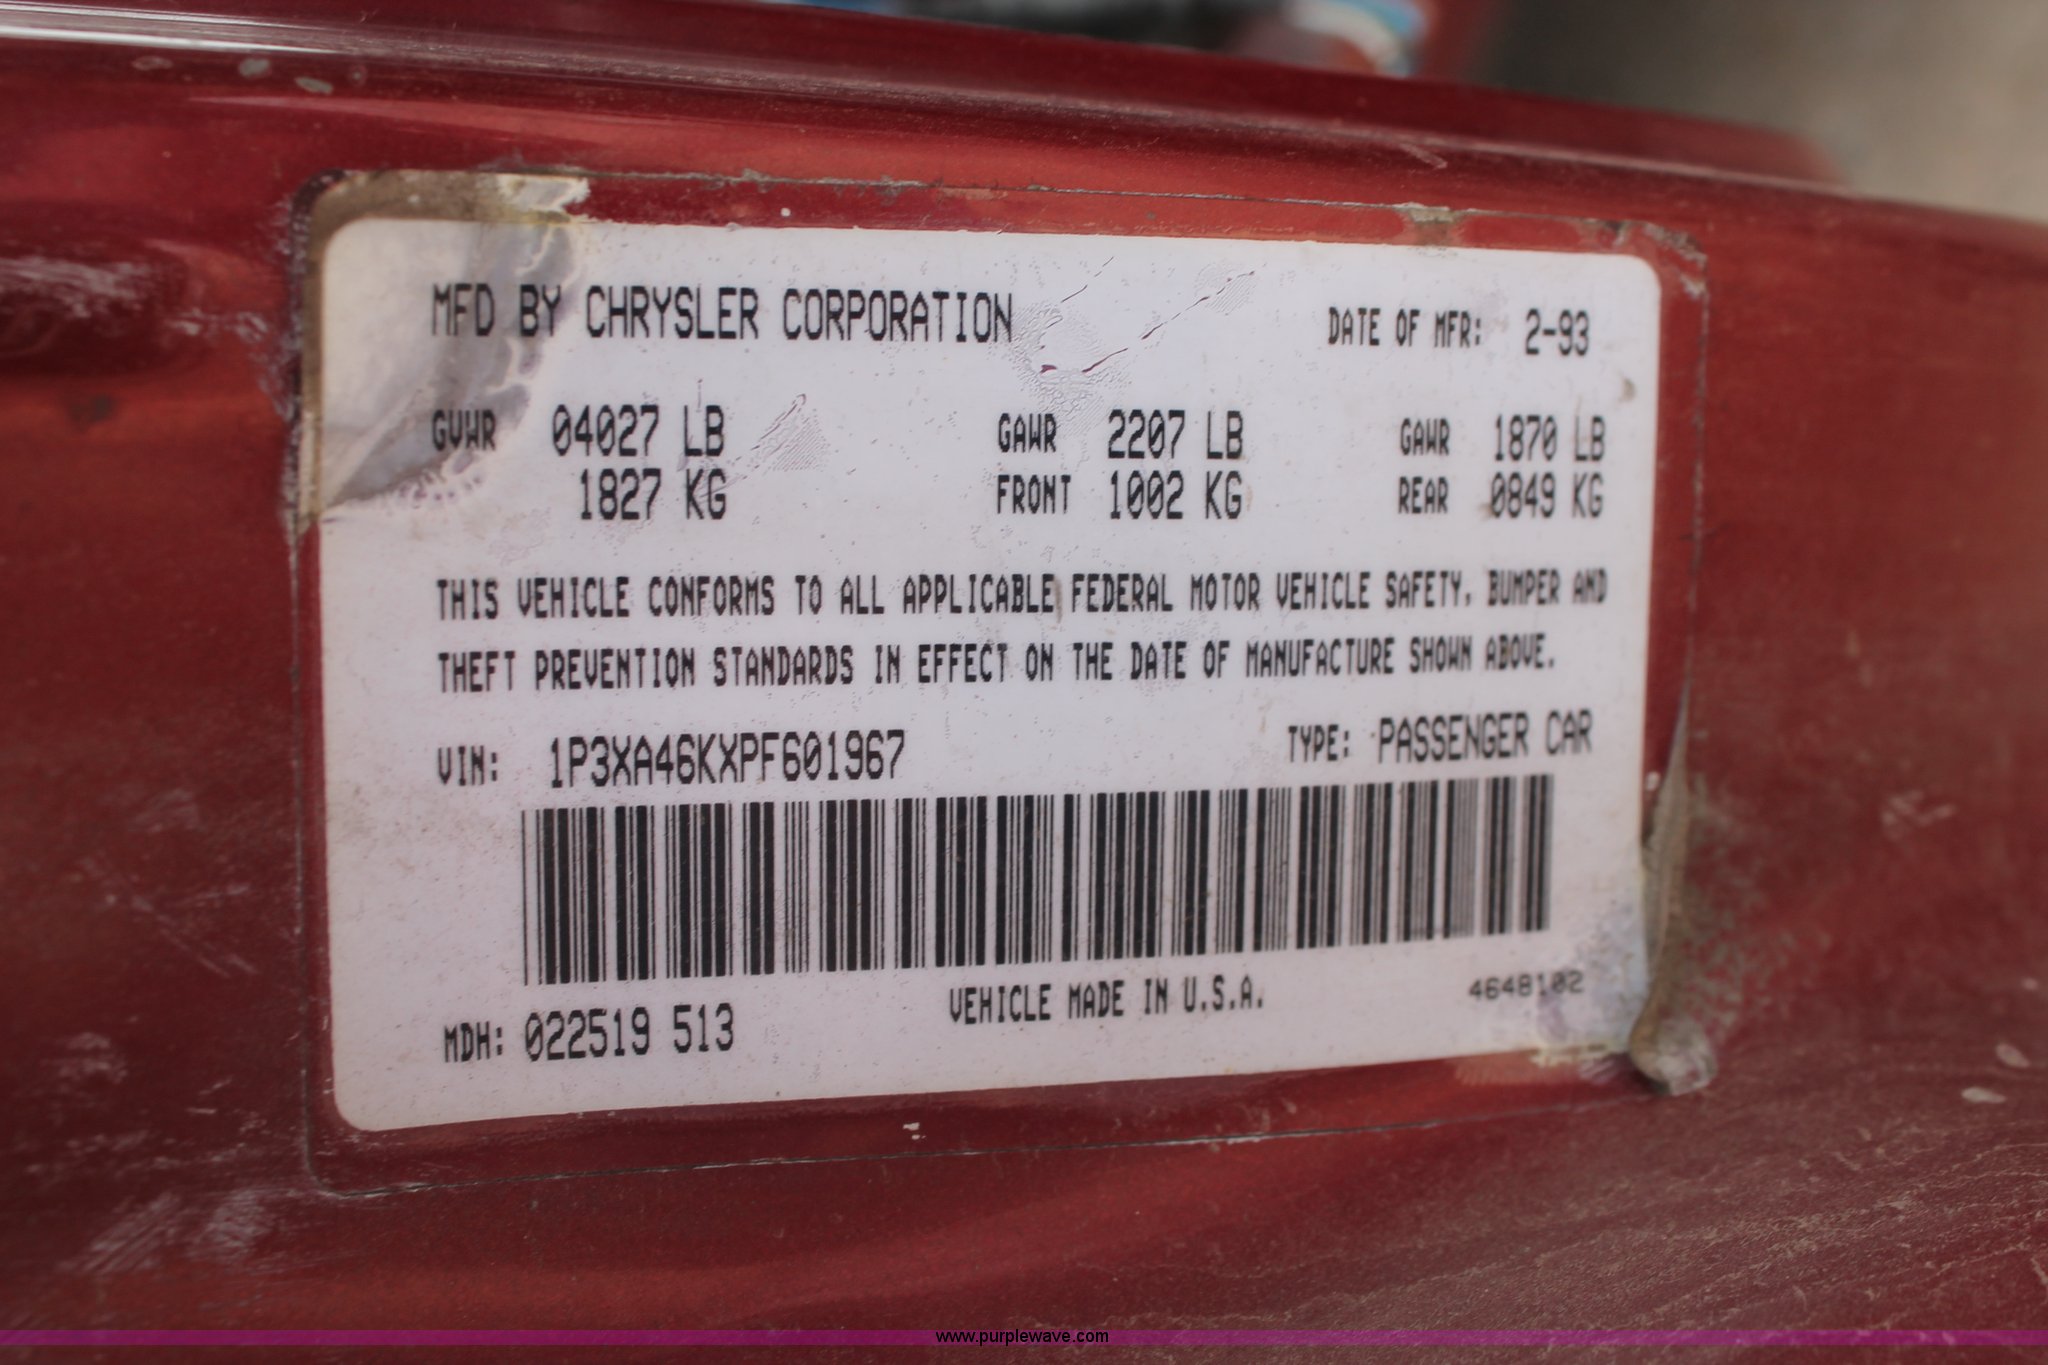 MFD BY CHRYSLER CORPORATION DATE OF MFR: 2-93
GVWR 04027 LB GAWR 2207 LB GAWR 1870 LB
1827 KG FRONT 1002 KG REAR 0849 KG
THIS VEHICLE CONFORMS TO ALL APPLICABLE FEDERAL MOTOR VEHICLE SAFETY, BUMPER AND
THEFT PREVENTION STANDARDS IN EFFECT ON THE DATE OF MANUFACTURE SHOWN ABOVE.
VIN: 1P3XA46KXPF601967 TYPE: PASSENGER CAR
MDH: 022519 513 VEHICLE MADE IN U.S.A. 4648102
www.purplewave.com